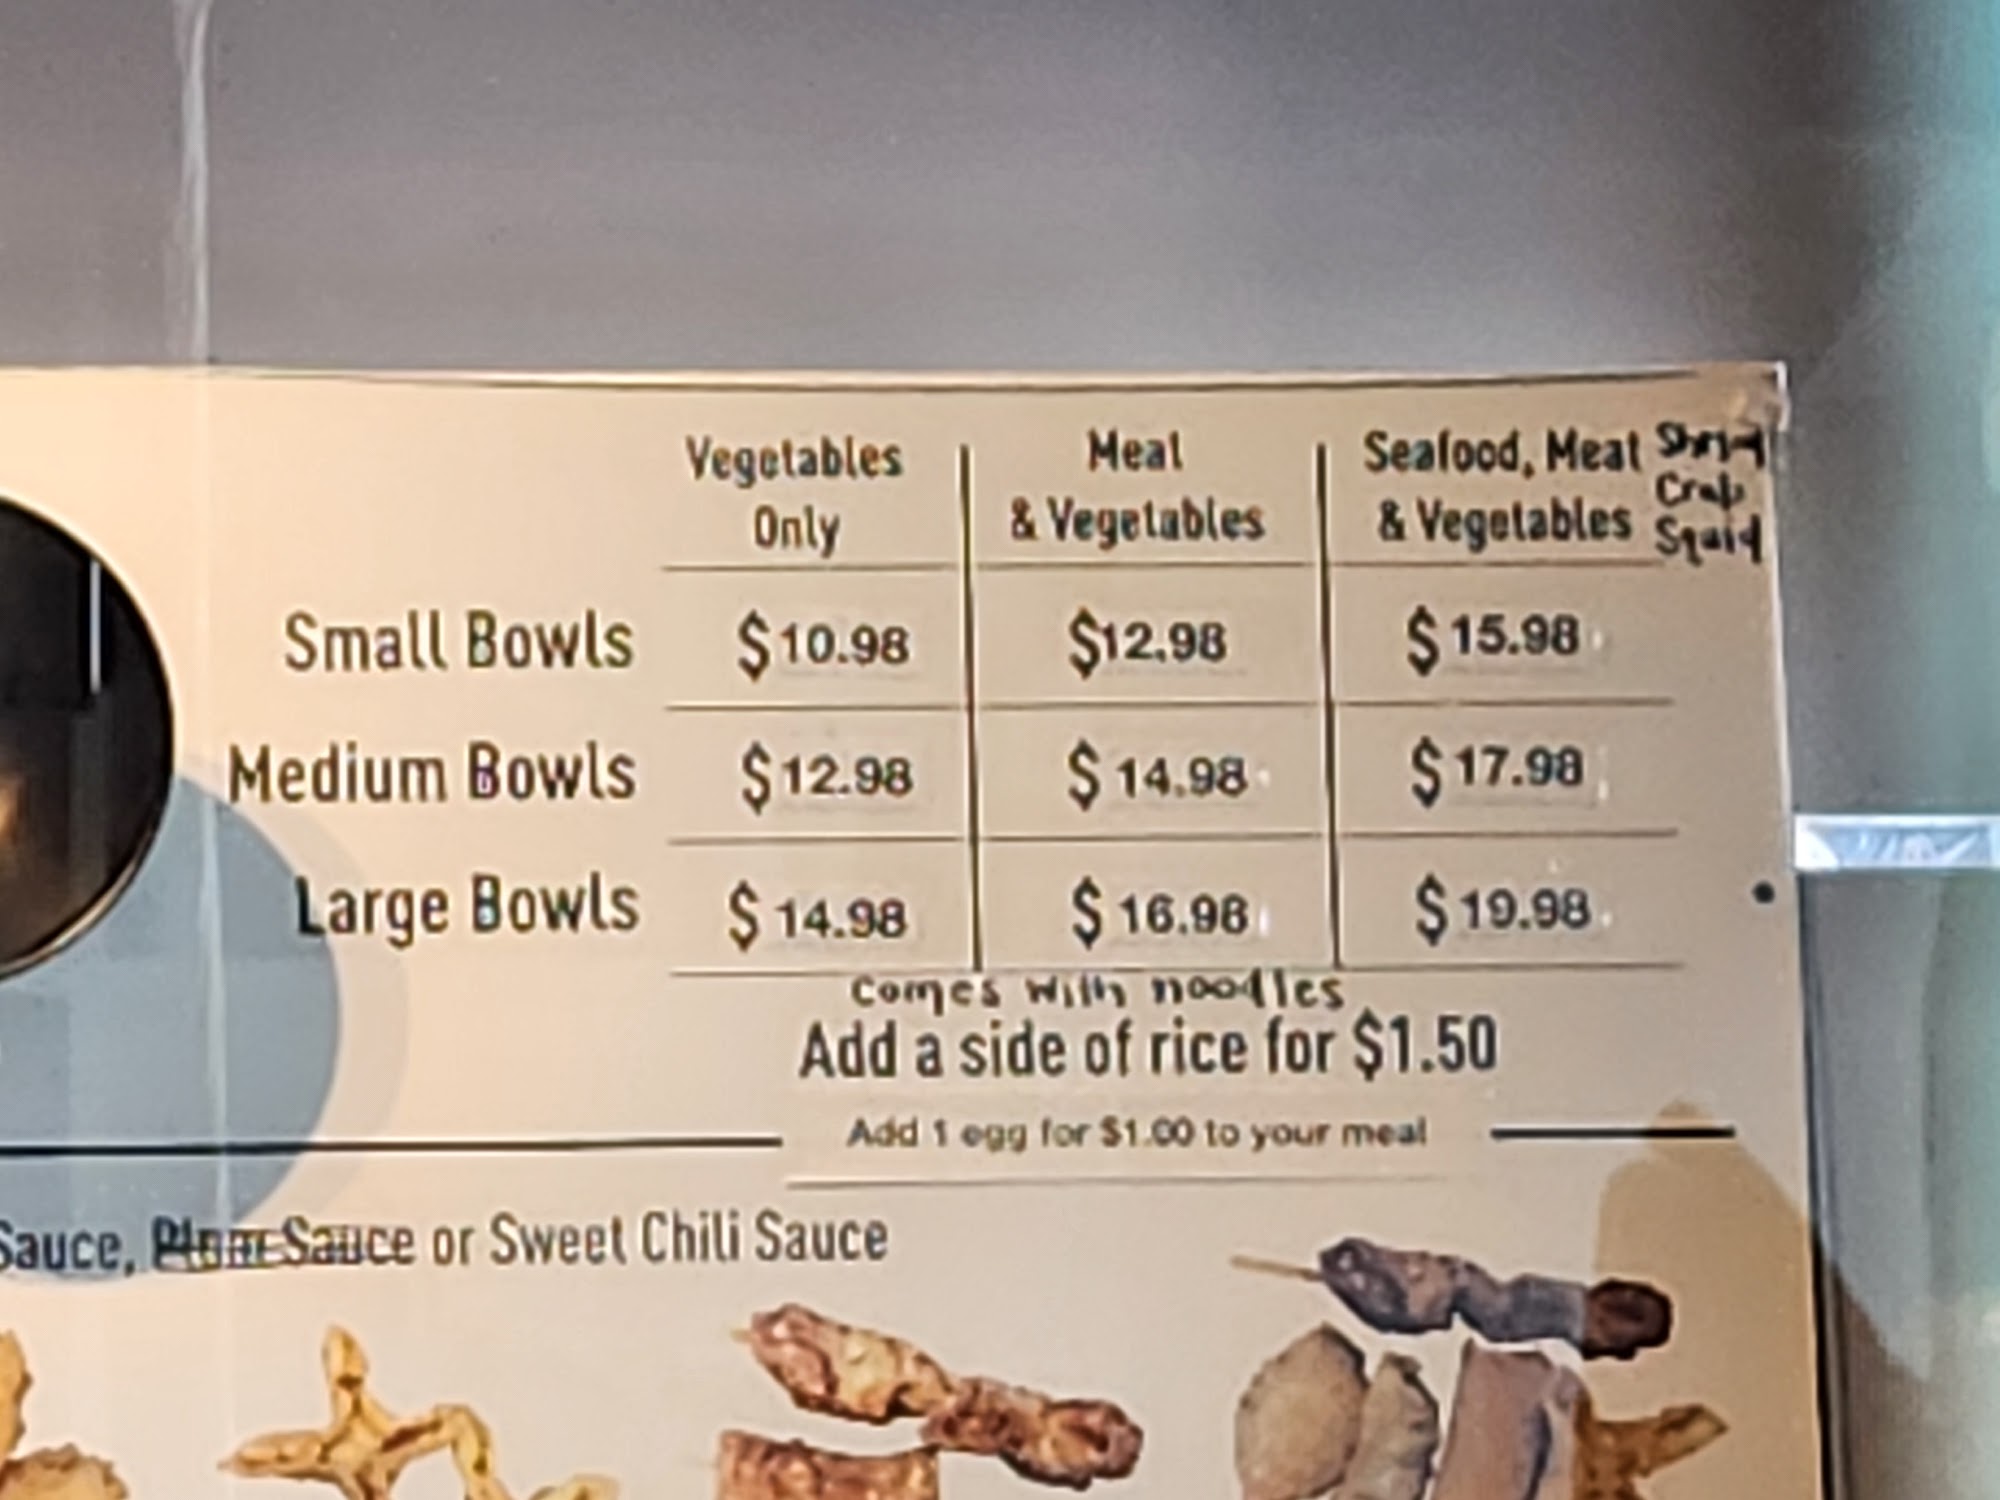 Vegetables Only
Meat & Vegetables
Seafood, Meat & Vegetables
Crab
Squid
Small Bowls $10.98 $12.98 $15.98
Medium Bowls $12.98 $14.98 $17.98
Large Bowls $14.98 $16.98 $19.98
comes with noodles
Add a side of rice for $1.50
Add 1 egg for $1.00 to your meal
Sauce, Plum Sauce or Sweet Chili Sauce